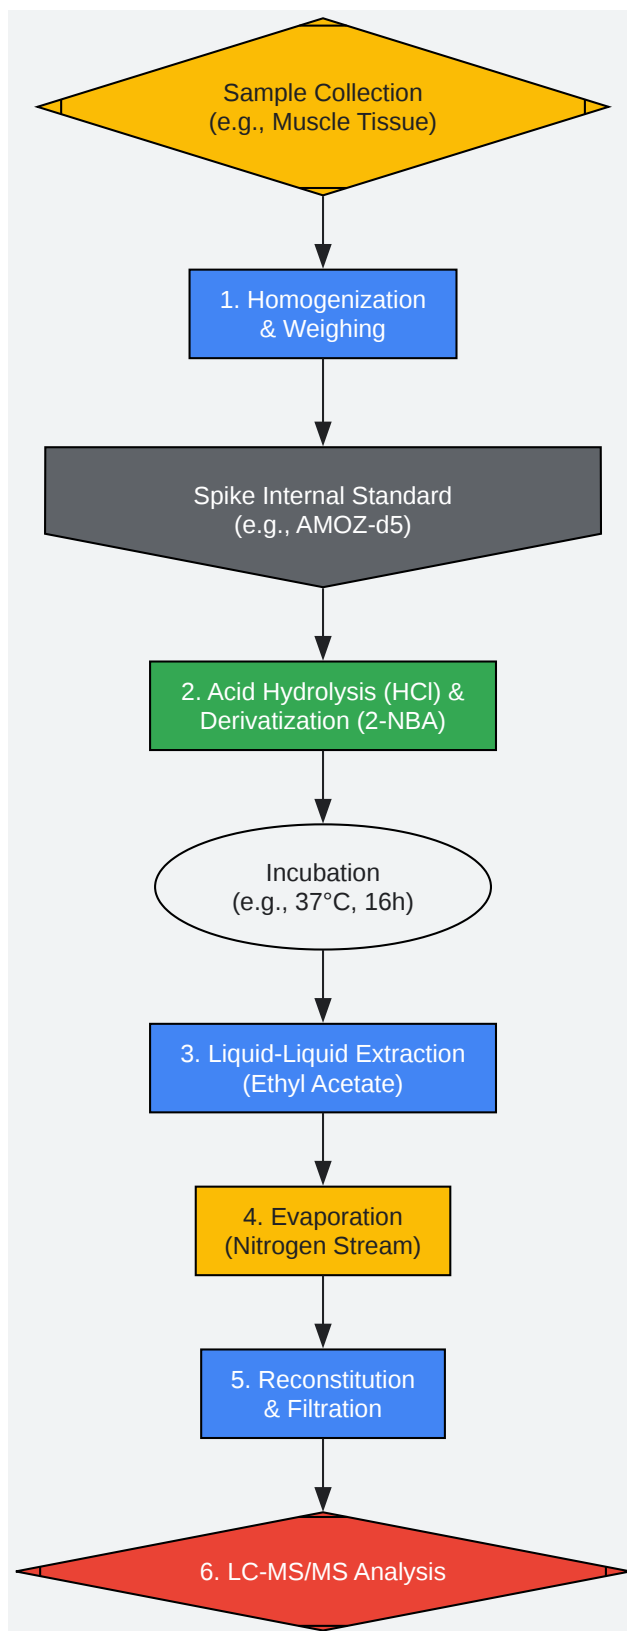 Sample Collection
(e.g., Muscle Tissue)
1. Homogenization
& Weighing
Spike Internal Standard
(e.g., AMOZ-d5)
2. Acid Hydrolysis (HCl) &
Derivatization (2-NBA)
Incubation
(e.g., 37°C, 16h)
3. Liquid-Liquid Extraction
(Ethyl Acetate)
4. Evaporation
(Nitrogen Stream)
5. Reconstitution
& Filtration
6. LC-MS/MS Analysis